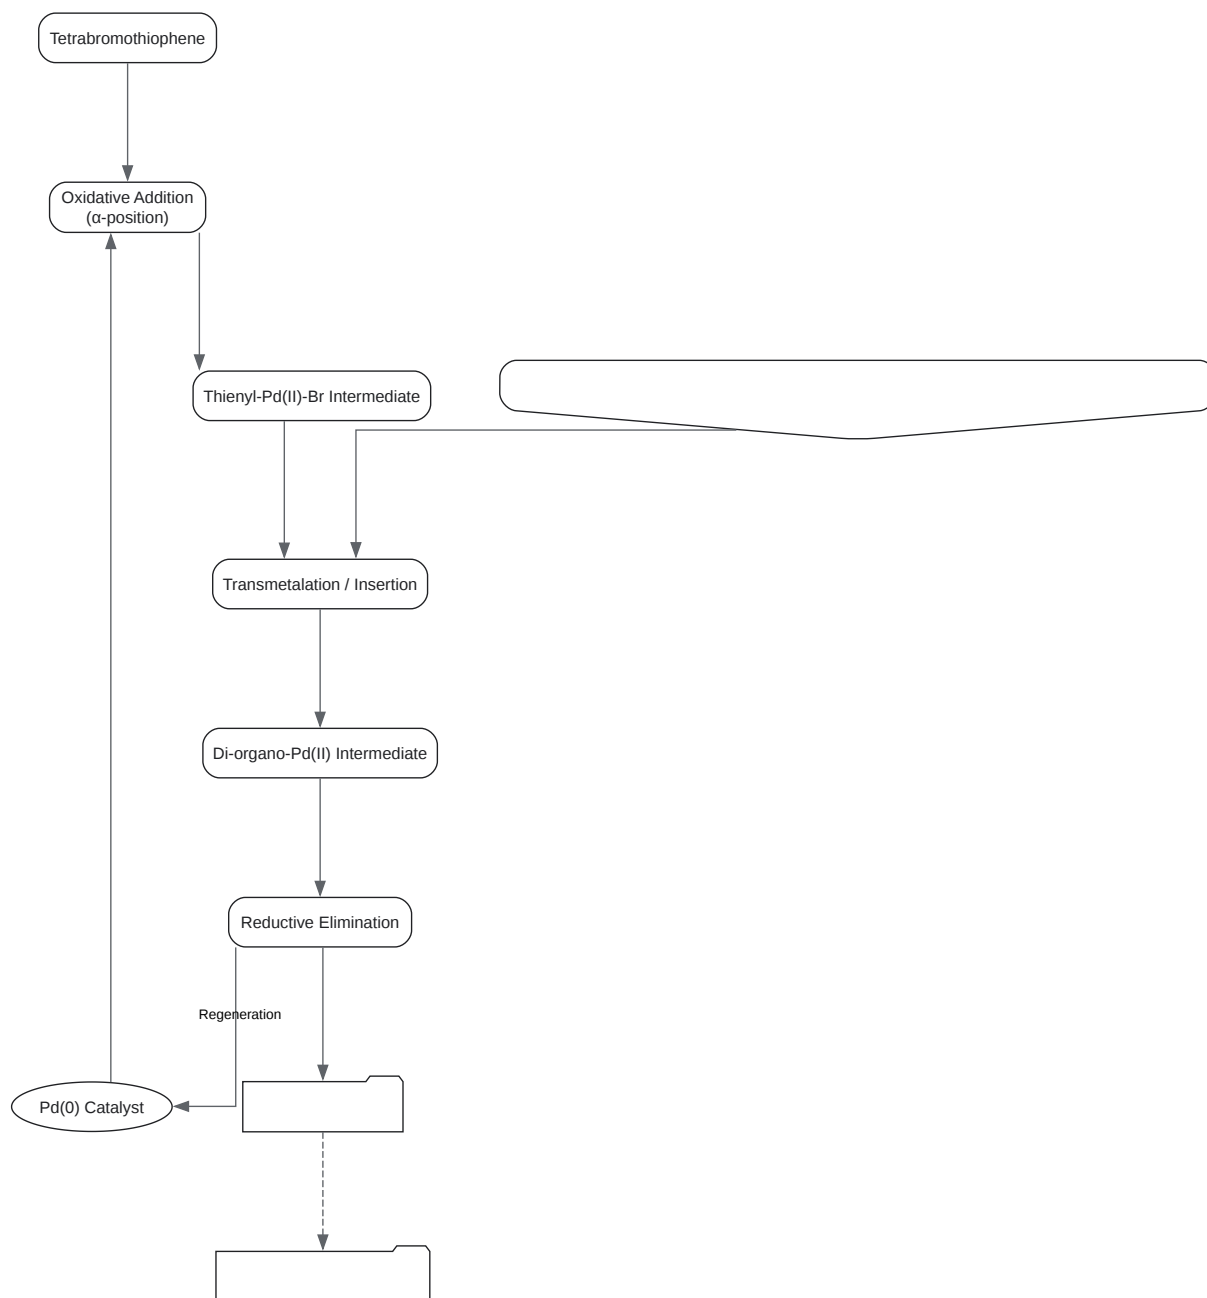 Tetrabromothiophene
Oxidative Addition
(α-position)
Thienyl-Pd(II)-Br Intermediate
Transmetalation / Insertion
Di-organo-Pd(II) Intermediate
Reductive Elimination
Regeneration
Pd(0) Catalyst